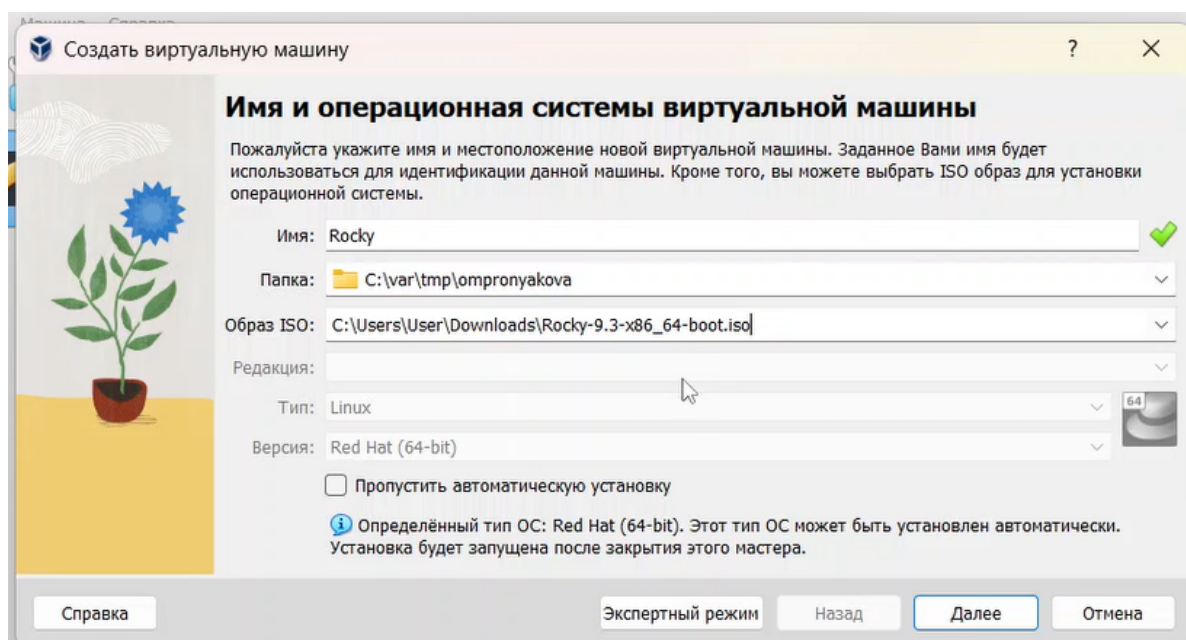 Машина Справка
Создать виртуальную машину ?
Имя и операционная системы виртуальной машины
Пожалуйста укажите имя и местоположение новой виртуальной машины. Заданное Вами имя будет
использоваться для идентификации данной машины. Кроме того, вы можете выбрать ISO образ для установки
операционной системы.
Имя: Rocky
Папка: C:\var\tmp\ompronyakova
Образ ISO: C:\Users\User\Downloads\Rocky-9.3-x86_64-boot.iso
Редакция:
Тип: Linux
64
Версия: Red Hat (64-bit)
Пропустить автоматическую установку
Определённый тип ОС: Red Hat (64-bit). Этот тип ОС может быть установлен автоматически.
Установка будет запущена после закрытия этого мастера.
Справка Экспертный режим Назад Далее Отмена